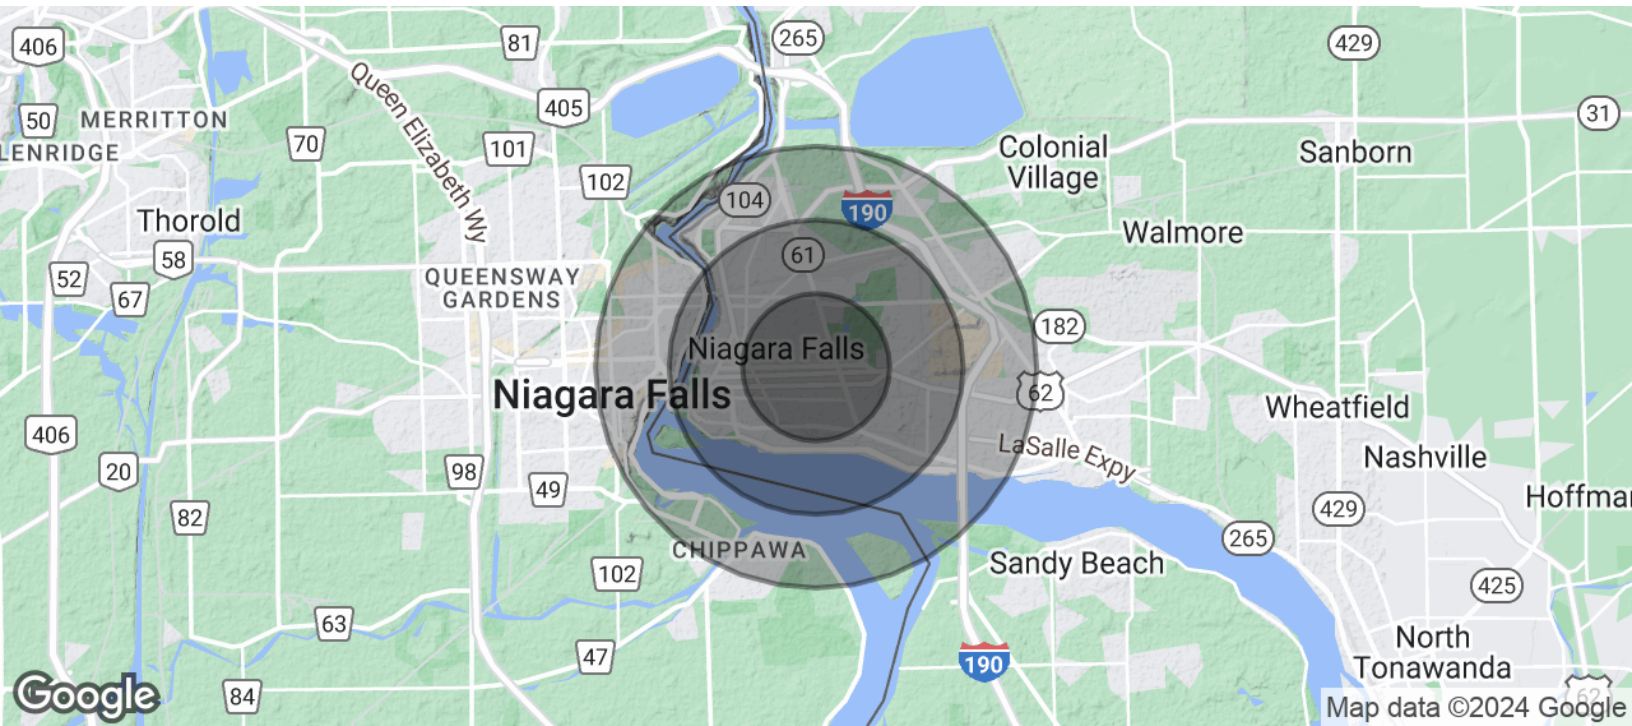 406
81
265
429
Queen Elizabeth Wy
405
50
MERRITTON
31
LENRIDGE
70
101
Colonial
Village
Sanborn
102
104
190
Thorold
Walmore
58
61
52
67
QUEENSWAY
GARDENS
182
Niagara Falls
Niagara Falls
62
Wheatfield
406
LaSalle Expy
Nashville
20
98
49
Hoffmar
82
429
265
CHIPPAWA
Sandy Beach
102
425
63
North
Tonawanda
47
190
Google
84
62
Map data ©2024 Google